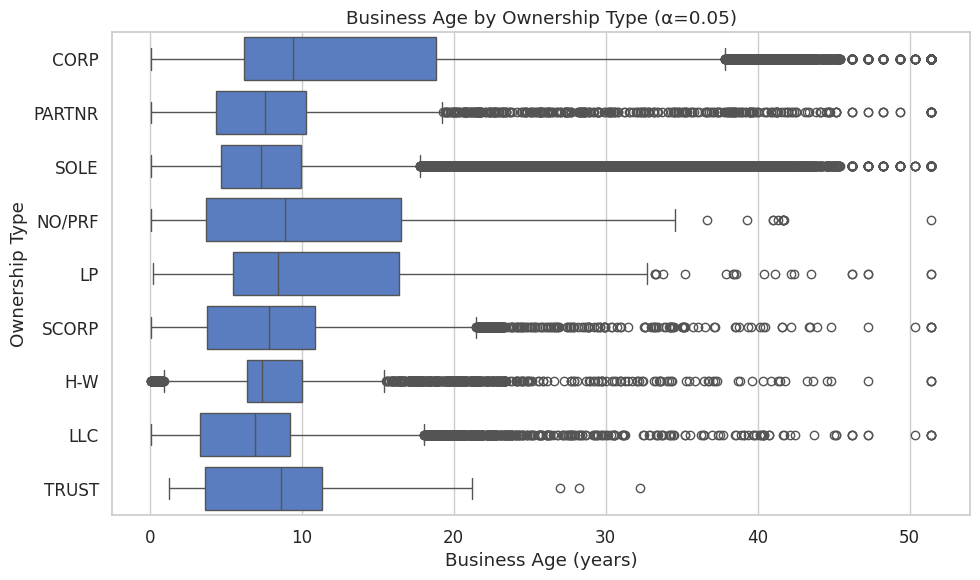 Business Age by Ownership Type (α=0.05)
CORP
PARTNR
SOLE
NO/PRF
LP
SCORP
H-W
LLC
TRUST
Ownership Type
0 10 20 30 40 50
Business Age (years)